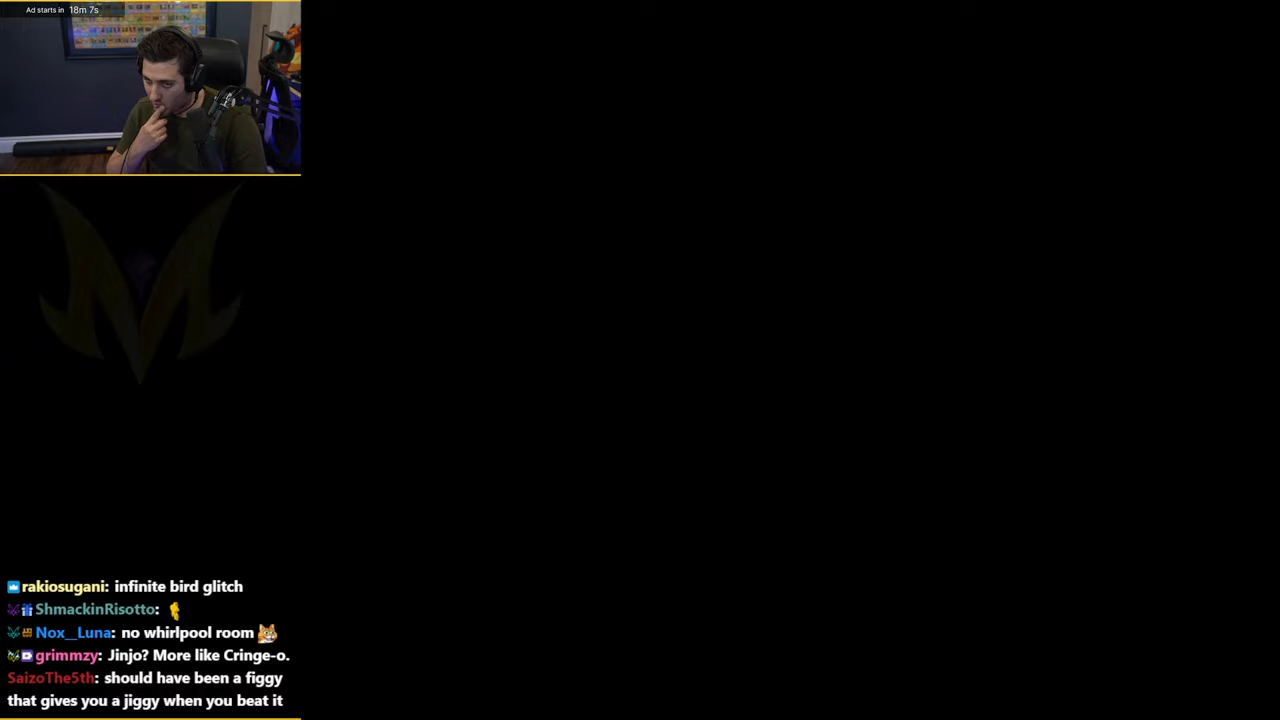 Ad starts in 18m 7s
rakiosugani: infinite bird glitch
ShmackinRisotto:
Nox__Luna: no whirlpool room
grimmzy: Jinjo? More like Cringe-o.
SaizoThe5th: should have been a figgy
that gives you a jiggy when you beat it